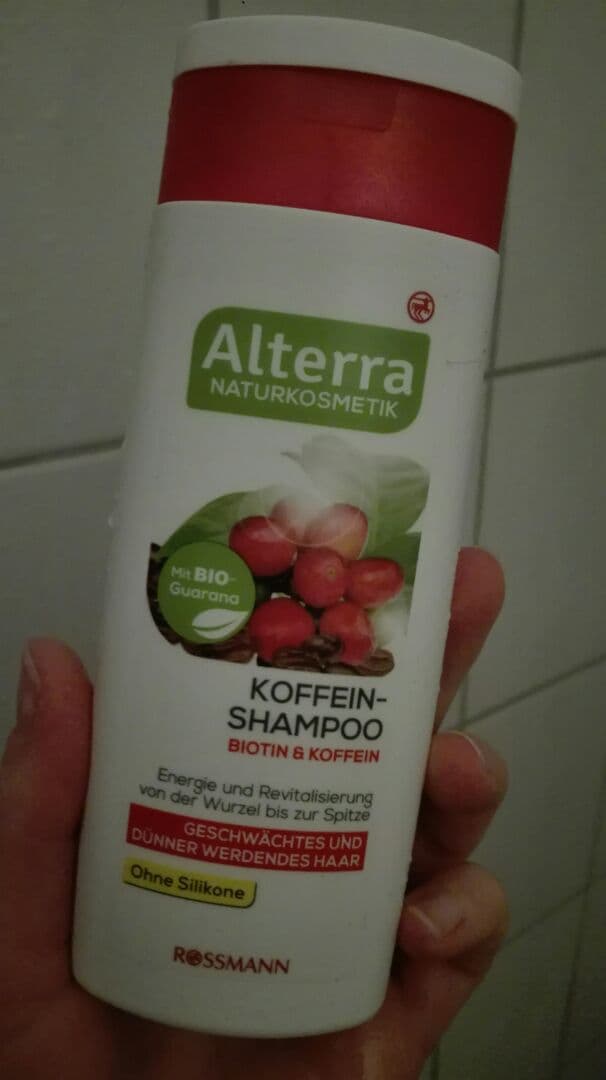 Alterra
NATURKOSMETIK
Mit BIO-
Guarana
KOFFEIN-
SHAMPOO
BIOTIN & KOFFEIN
Energie und Revitalisierung
von der Wurzel bis zur Spitze
GESCHWÄCHTES UND
DÜNNER WERDENDES HAAR
Ohne Silikone
ROSSMANN